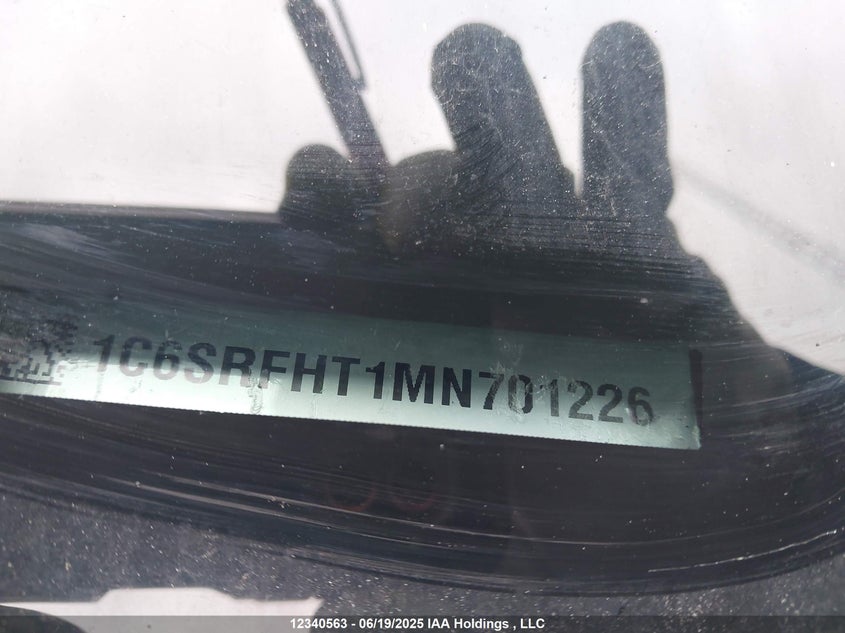 1C6SRFHT1MN701226
12340563 - 06/19/2025 IAA Holdings , LLC